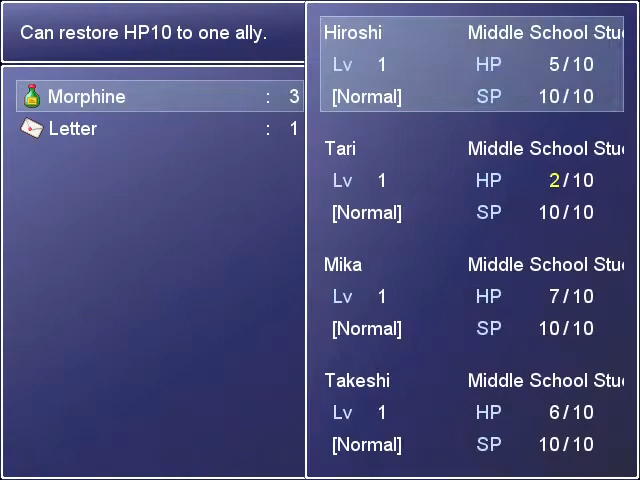 Can restore HP10 to one ally.
Morphine : 3
Letter : 1
Hiroshi Middle School Stu
Lv 1 HP 5/10
[Normal] SP 10/10
Tari Middle School Stu
Lv 1 HP 2/10
[Normal] SP 10/10
Mika Middle School Stu
Lv 1 HP 7/10
[Normal] SP 10/10
Takeshi Middle School Stu
Lv 1 HP 6/10
[Normal] SP 10/10